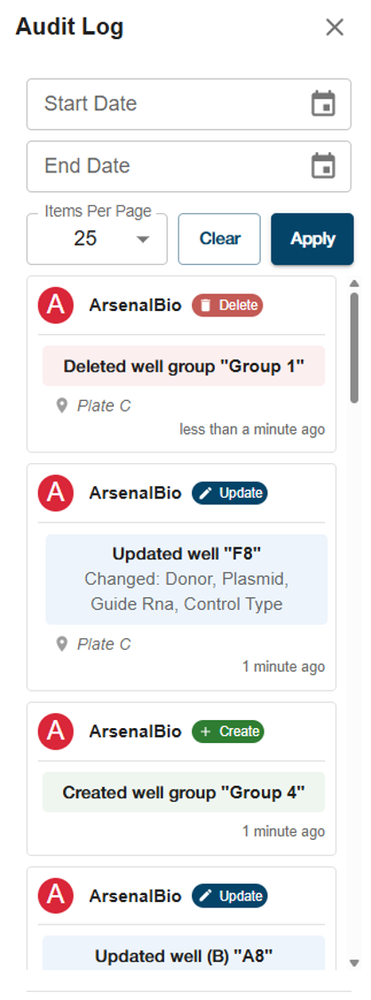 Audit Log
Start Date
End Date
Items Per Page
25
Clear
Apply
A ArsenalBio Delete
Deleted well group "Group 1"
Plate C
less than a minute ago
A ArsenalBio Update
Updated well "F8"
Changed: Donor, Plasmid,
Guide Rna, Control Type
Plate C
1 minute ago
A ArsenalBio + Create
Created well group "Group 4"
1 minute ago
A ArsenalBio Update
Updated well (B) "A8"